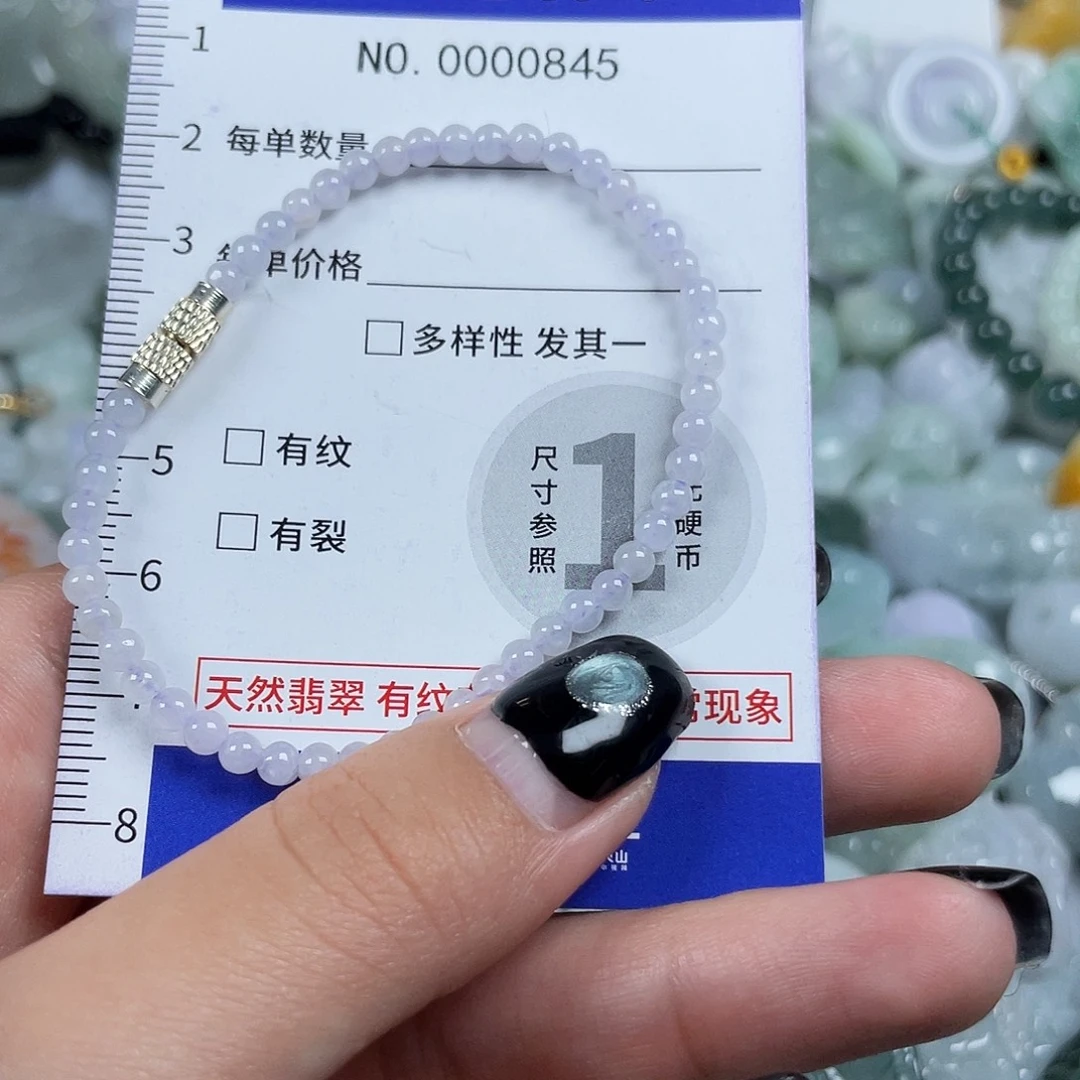 1
NO. 0000845
2
每单数量
3
单价格
□多样性 发其一
5
□有纹
□有裂
尺寸参照
1
硬币
6
天然翡翠 有纹
常现象
8
山